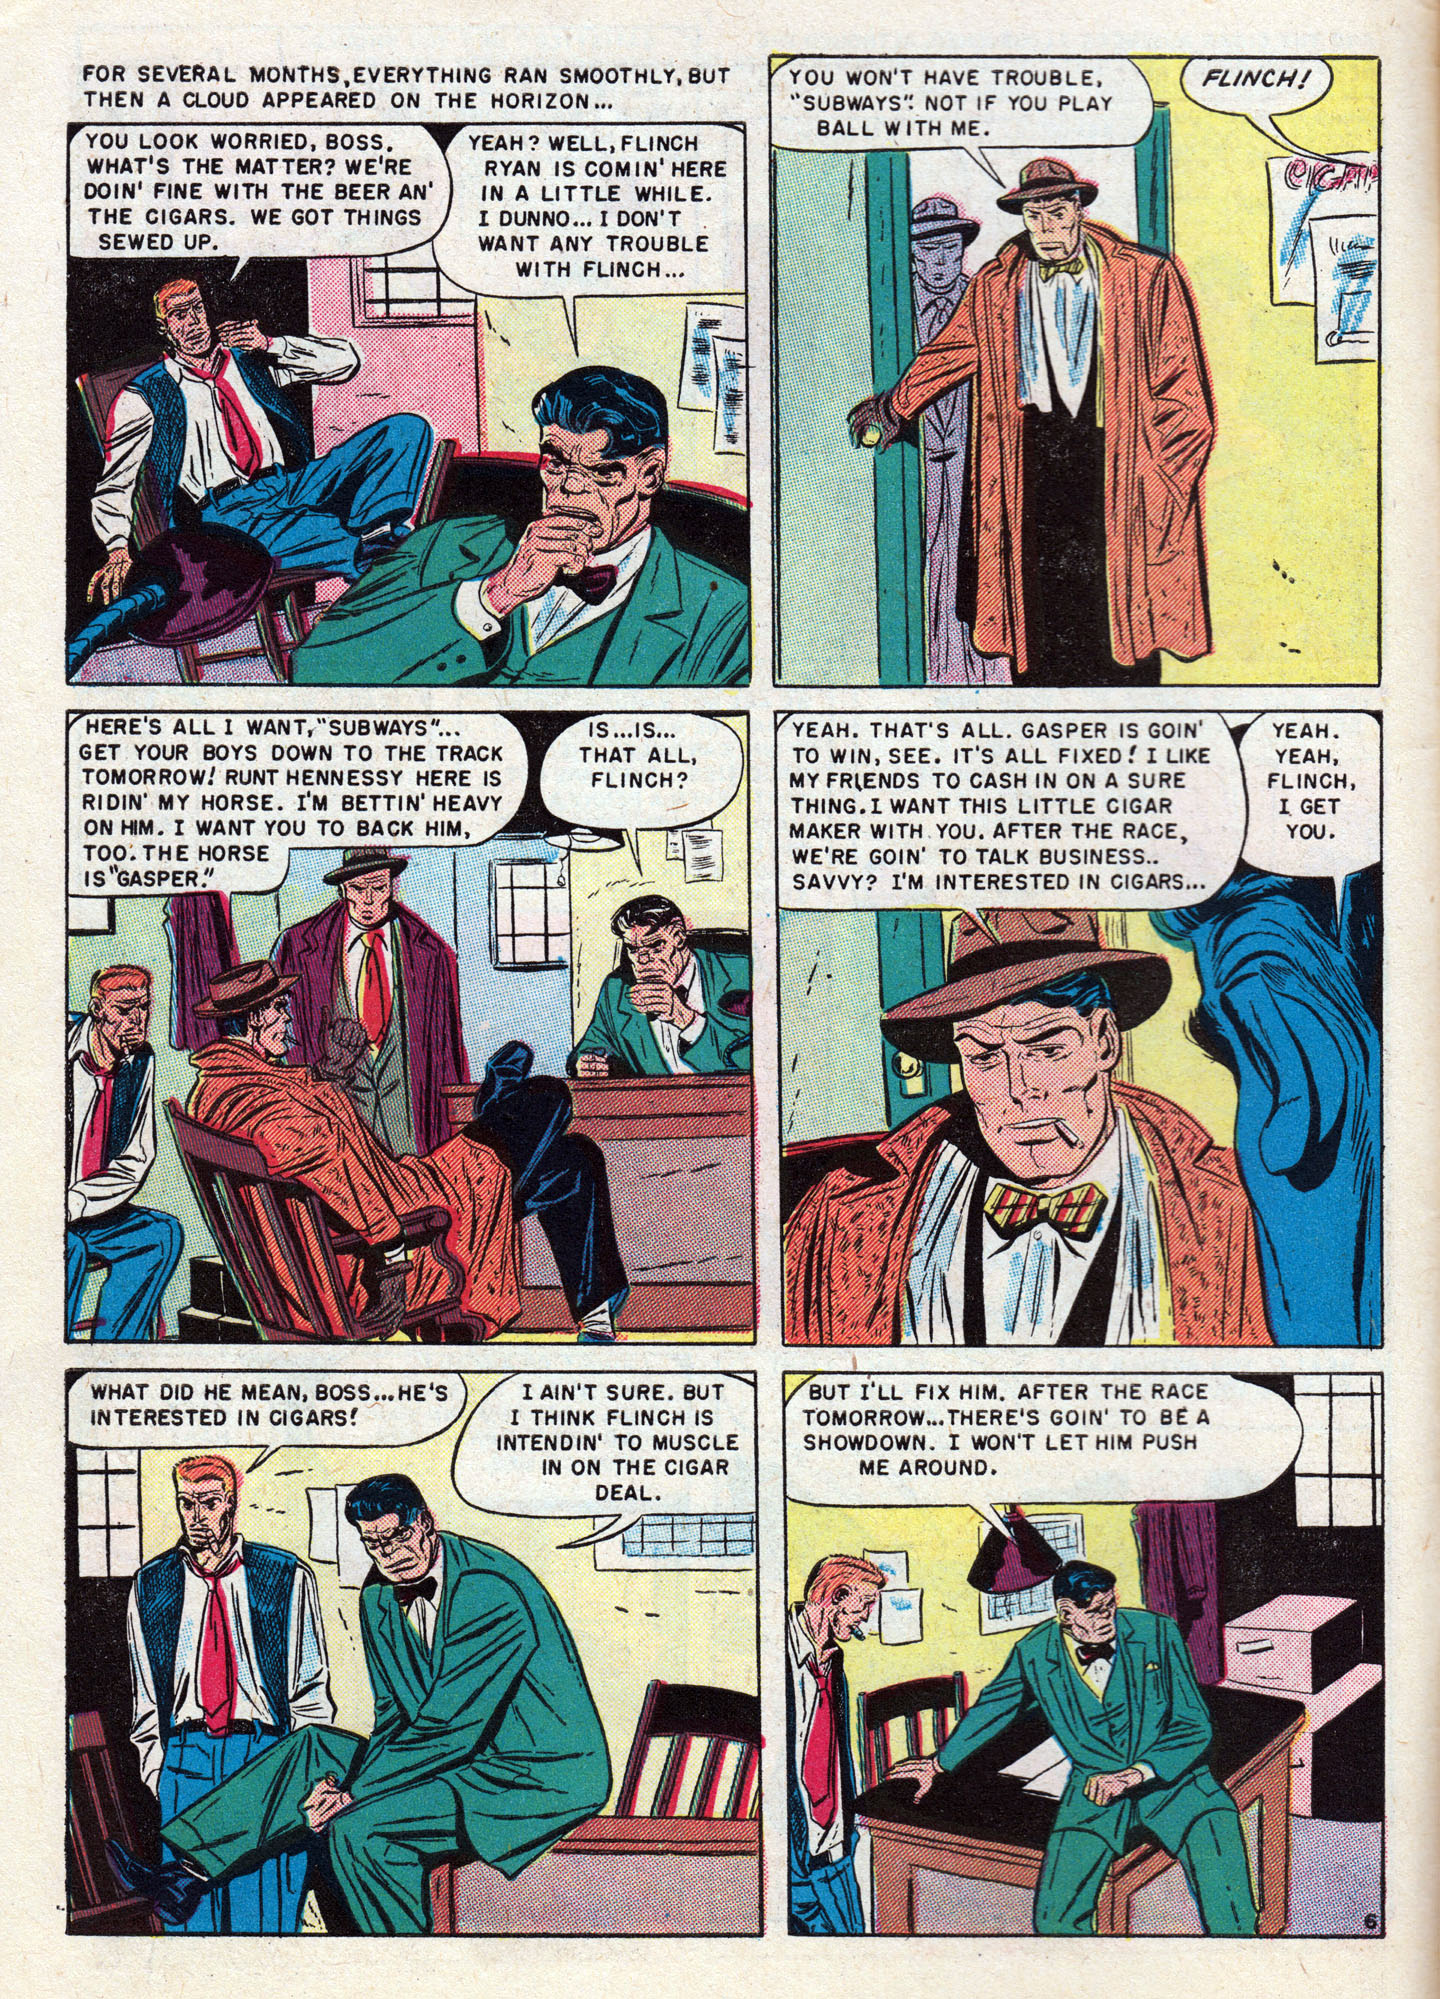 FOR SEVERAL MONTHS, EVERYTHING RAN SMOOTHLY, BUT
THEN A CLOUD APPEARED ON THE HORIZON...
YOU LOOK WORRIED, BOSS.
WHAT'S THE MATTER? WE'RE
DOIN' FINE WITH THE BEER AN'
THE CIGARS. WE GOT THINGS
SEWED UP.
YEAH? WELL, FLINCH
RYAN IS COMIN' HERE
IN A LITTLE WHILE.
I DUNNO... I DON'T
WANT ANY TROUBLE
WITH FLINCH...
YOU WON'T HAVE TROUBLE,
"SUBWAYS". NOT IF YOU PLAY
BALL WITH ME.
FLINCH!
HERE'S ALL I WANT, "SUBWAYS"...
GET YOUR BOYS DOWN TO THE TRACK
TOMORROW! RUNT HENNESSY HERE IS
RIDIN' MY HORSE. I'M BETTIN' HEAVY
ON HIM. I WANT YOU TO BACK HIM,
TOO. THE HORSE
IS "GASPER."
IS...IS...
THAT ALL,
FLINCH?
YEAH. THAT'S ALL. GASPER IS GOIN'
TO WIN, SEE. IT'S ALL FIXED! I LIKE
MY FRIENDS TO CASH IN ON A SURE
THING. I WANT THIS LITTLE CIGAR
MAKER WITH YOU. AFTER THE RACE,
WE'RE GOIN' TO TALK BUSINESS..
SAVVY? I'M INTERESTED IN CIGARS...
YEAH.
YEAH,
FLINCH,
I GET
YOU.
WHAT DID HE MEAN, BOSS...HE'S
INTERESTED IN CIGARS!
I AIN'T SURE. BUT
I THINK FLINCH IS
INTENDIN' TO MUSCLE
IN ON THE CIGAR
DEAL.
BUT I'LL FIX HIM. AFTER THE RACE
TOMORROW...THERE'S GOIN' TO BE A
SHOWDOWN. I WON'T LET HIM PUSH
ME AROUND.
6